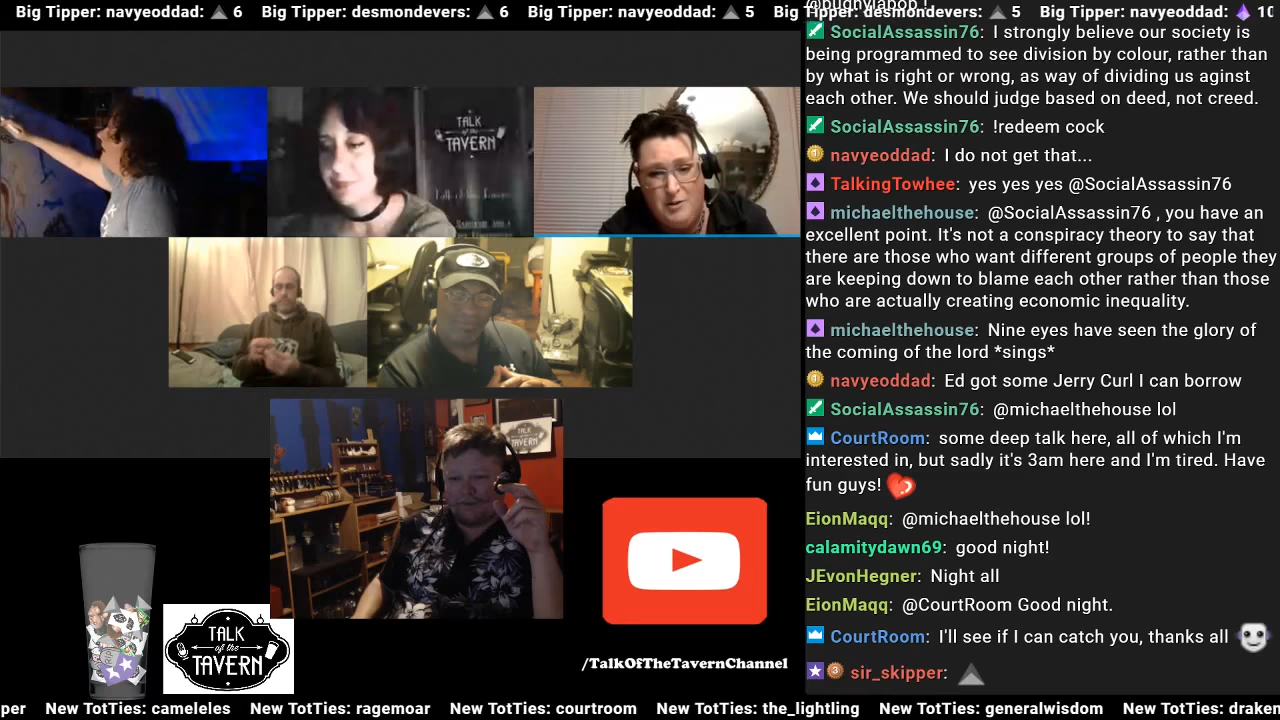 Big Tipper: navyeoddad: 6 Big Tipper: desmondevers: 6 Big Tipper: navyeoddad: 5 Big Tipper: desmondevers: 5 Big Tipper: navyeoddad: 10
SocialAssassin76: I strongly believe our society is
being programmed to see division by colour, rather than
by what is right or wrong, as way of dividing us aginst
each other. We should judge based on deed, not creed.
SocialAssassin76: !redeem cock
navyeoddad: I do not get that...
TalkingTowhee: yes yes yes @SocialAssassin76
michaelthehouse: @SocialAssassin76 , you have an
excellent point. It's not a conspiracy theory to say that
there are those who want different groups of people they
are keeping down to blame each other rather than those
who are actually creating economic inequality.
michaelthehouse: Nine eyes have seen the glory of
the coming of the lord *sings*
navyeoddad: Ed got some Jerry Curl I can borrow
SocialAssassin76: @michaelthehouse lol
CourtRoom: some deep talk here, all of which I'm
interested in, but sadly it's 3am here and I'm tired. Have
fun guys!
EionMaqq: @michaelthehouse lol!
calamitydawn69: good night!
JEvonHegner: Night all
EionMaqq: @CourtRoom Good night.
CourtRoom: I'll see if I can catch you, thanks all
sir_skipper:
TALK
of the
TAVERN
TALK
of the
TAVERN
TALK
of the
TAVERN
/TalkOfTheTavernChannel
per New TotTies: cameleles New TotTies: ragemoar New TotTies: courtroom New TotTies: the_lightling New TotTies: generalwisdom New TotTies: draken